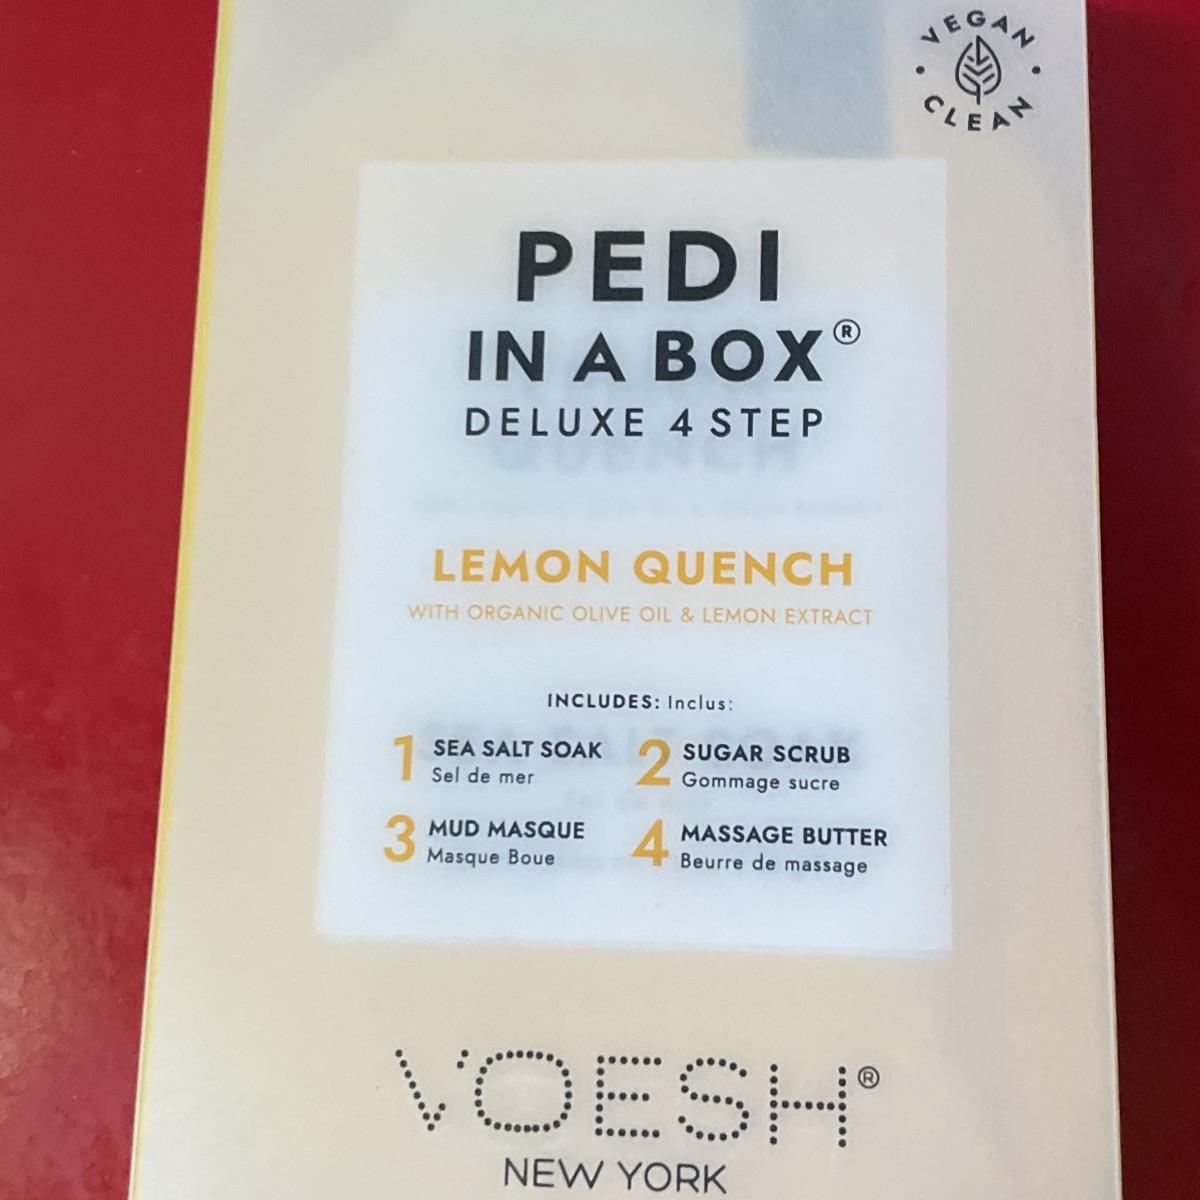 VEGAN
CLEAN
PEDI
IN A BOX®
DELUXE 4 STEP
LEMON QUENCH
WITH ORGANIC OLIVE OIL & LEMON EXTRACT
INCLUDES: Inclus:
1 SEA SALT SOAK
Sel de mer
2 SUGAR SCRUB
Gommage sucre
3 MUD MASQUE
Masque Boue
4 MASSAGE BUTTER
Beurre de massage
VOESH®
NEW YORK